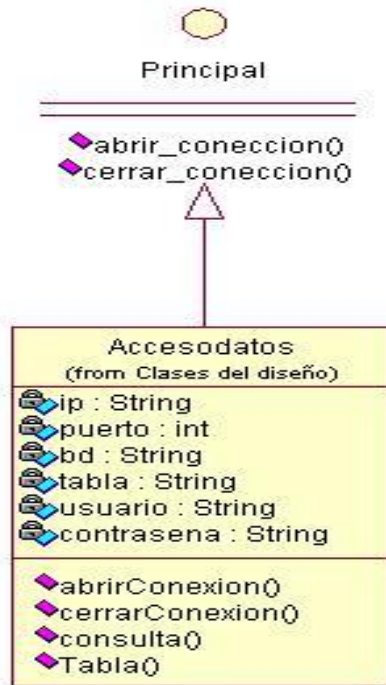 Principal
abrir_coneccion()
cerrar_coneccion()
Accesodatos
(from Clases del diseño)
ip : String
puerto : int
bd : String
tabla : String
usuario : String
contrasena : String
abrirConexion()
cerrarConexion()
consulta()
Tabla()